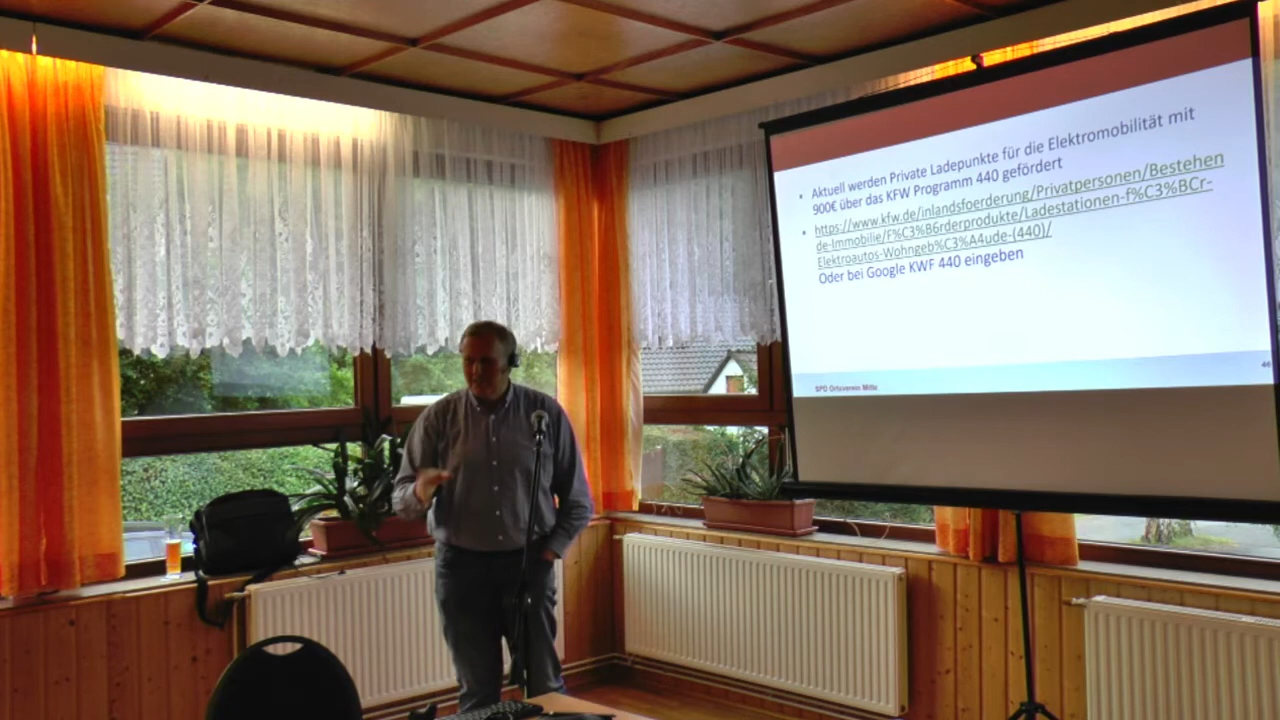 Aktuell werden Private Ladepunkte für die Elektromobilität mit
900€ über das KFW Programm 440 gefördert
https://www.kfw.de/inlandsfoerderung/Privatpersonen/Bestehen
de-Immobilie/F%C3%B6rderprodukte/Ladestationen-f%C3%BCr-
Elektroautos-Wohngeb%C3%A4ude-(440)/
Oder bei Google KWF 440 eingeben
SPD Ortsverein Mitte
46